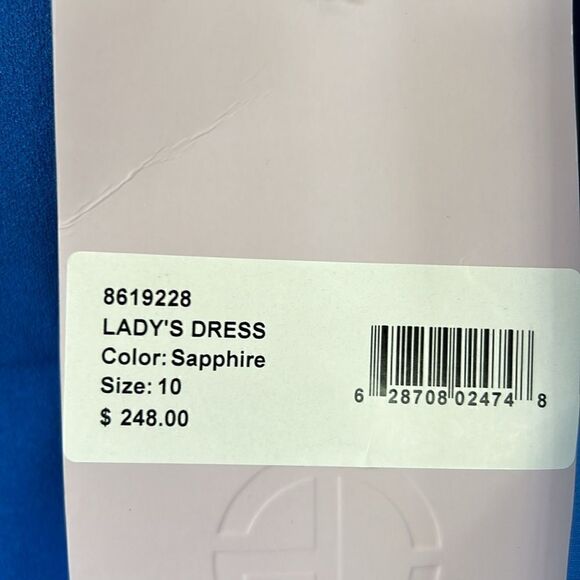 8619228
LADY'S DRESS
Color: Sapphire
Size: 10
$ 248.00
6 28708 02474 8